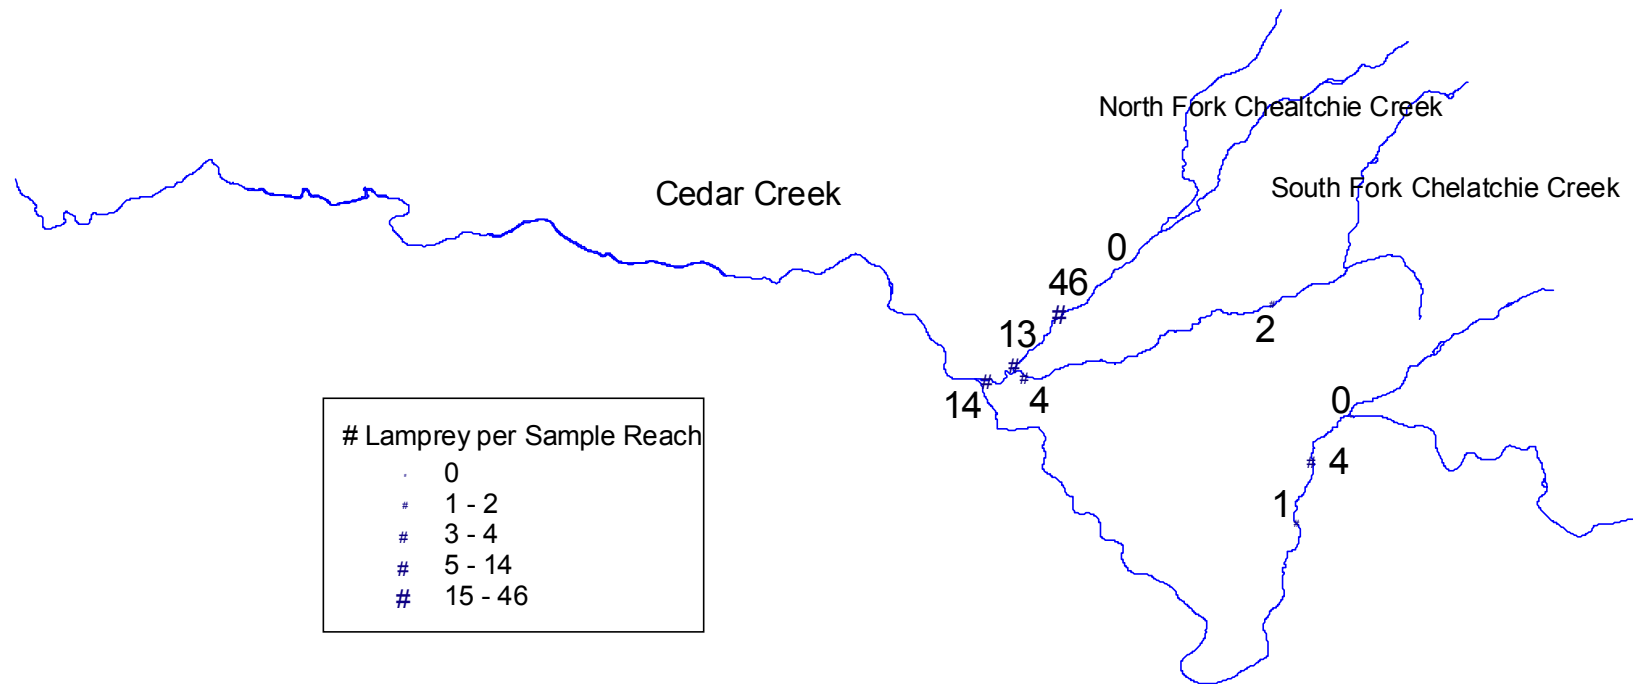 North Fork Chealtchie Creek
Cedar Creek
South Fork Chelatchie Creek
0
46
13
2
14
4
0
4
1
# Lamprey per Sample Reach
0
# 1 - 2
# 3 - 4
# 5 - 14
# 15 - 46